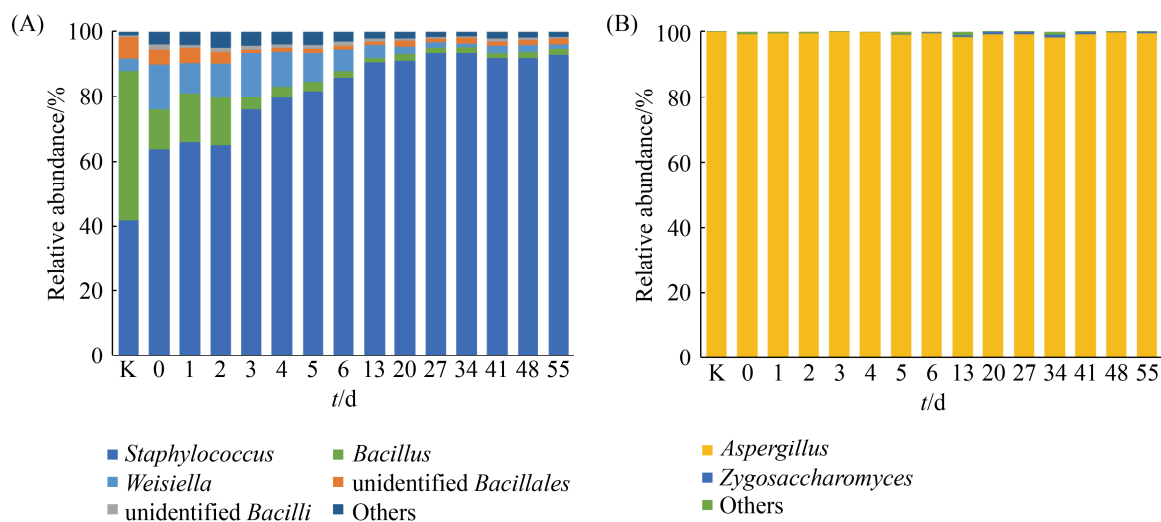 (A)
Relative abundance/%
100
80
60
40
20
0
K 0 1 2 3 4 5 6 13 20 27 34 41 48 55
t/d
Staphylococcus
Bacillus
Weisiella
unidentified Bacillales
unidentified Bacilli
Others
(B)
Relative abundance/%
100
80
60
40
20
0
K 0 1 2 3 4 5 6 13 20 27 34 41 48 55
t/d
Aspergillus
Zygosaccharomyces
Others